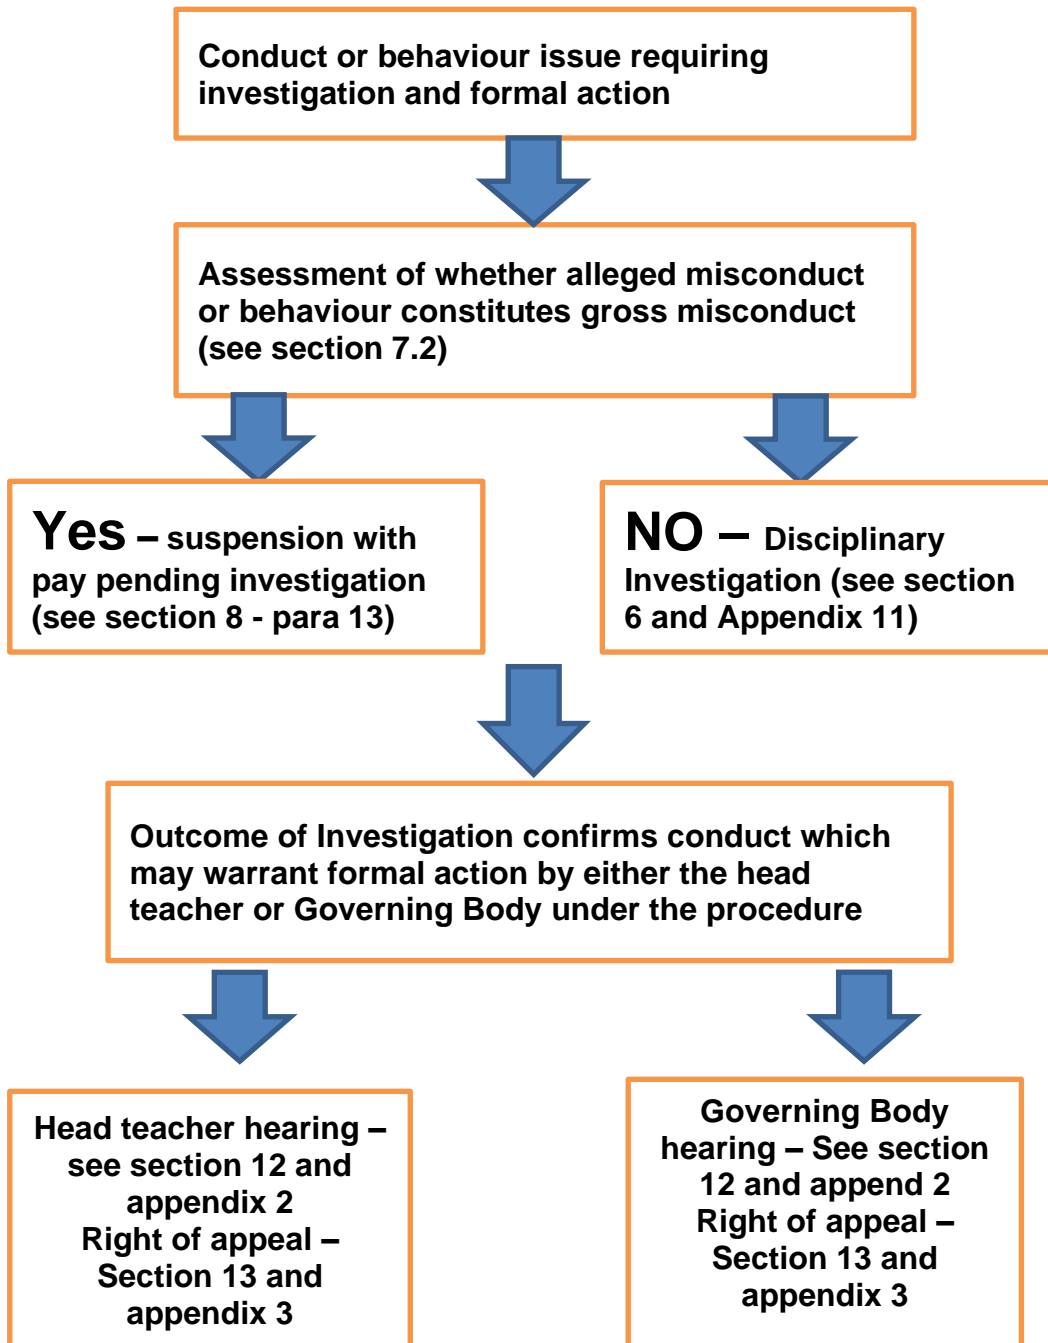 Conduct or behaviour issue requiring
investigation and formal action
Assessment of whether alleged misconduct
or behaviour constitutes gross misconduct
(see section 7.2)
Yes – suspension with
pay pending investigation
(see section 8 - para 13)
NO – Disciplinary
Investigation (see section
6 and Appendix 11)
Outcome of Investigation confirms conduct which
may warrant formal action by either the head
teacher or Governing Body under the procedure
Head teacher hearing –
see section 12 and
appendix 2
Right of appeal –
Section 13 and
appendix 3
Governing Body
hearing – See section
12 and append 2
Right of appeal –
Section 13 and
appendix 3